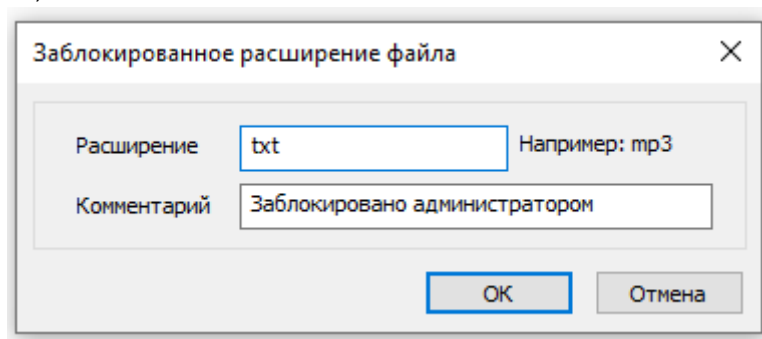 Заблокированное расширение файла
Расширение txt Например: mp3
Комментарий Заблокировано администратором
OK Отмена